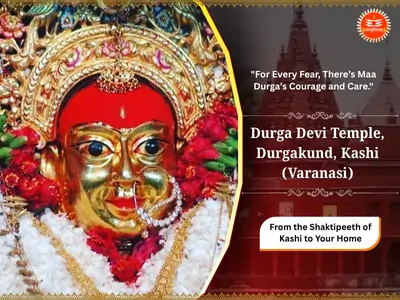 "For Every Fear, There's Maa
Durga's Courage and Care."
Durga Devi Temple,
Durgakund, Kashi
(Varanasi)
From the Shaktipeeth of
Kashi to Your Home